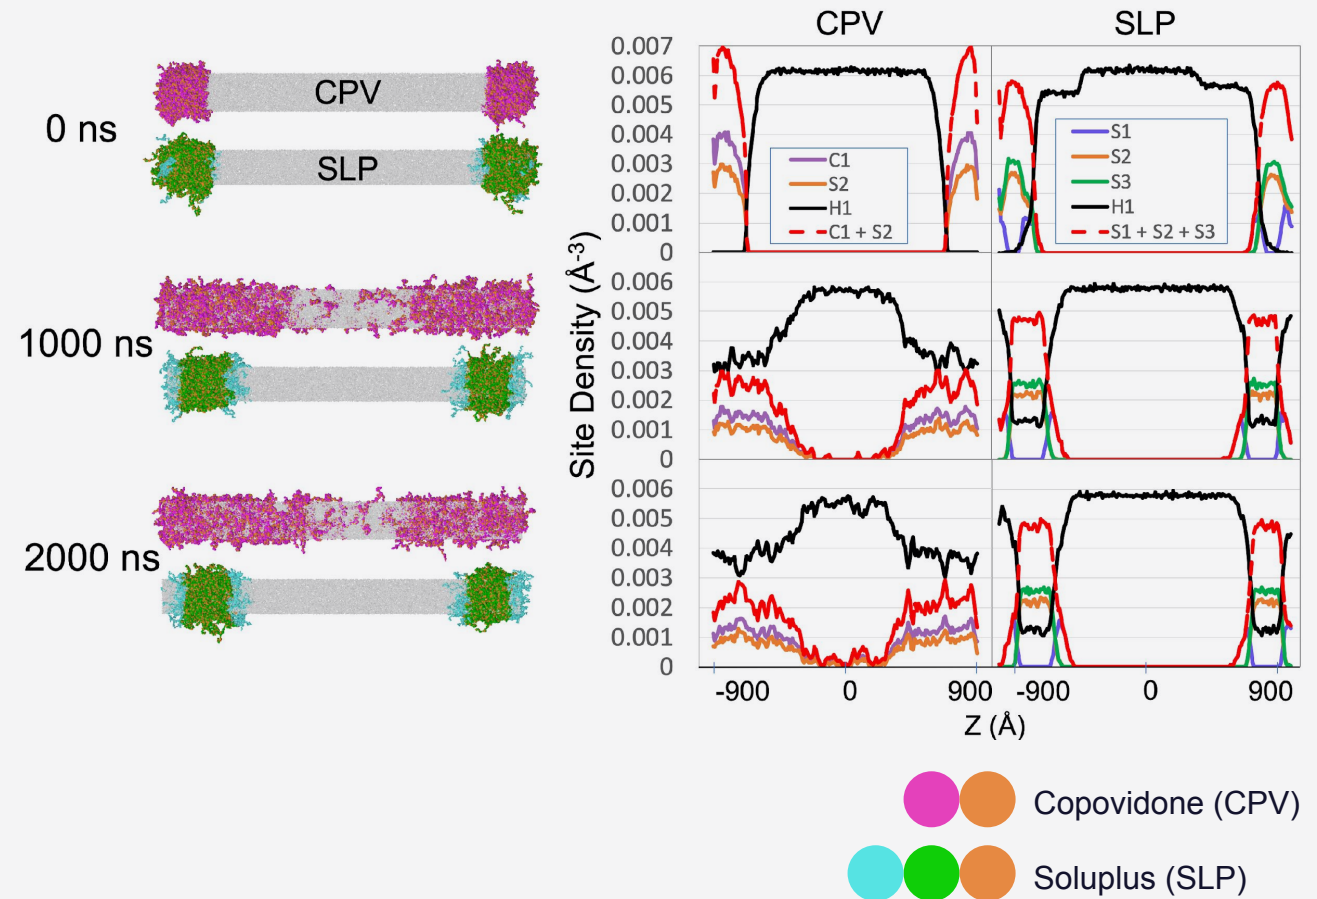 CPV SLP
0 ns
CPV
SLP
1000 ns
2000 ns
Site Density (Å-3)
0.007
0.006
0.005
0.004
0.003
0.002
0.001
0
C1
S2
H1
C1 + S2
S1
S2
S3
H1
S1 + S2 + S3
0.006
0.005
0.004
0.003
0.002
0.001
0
0.006
0.005
0.004
0.003
0.002
0.001
0
-900 0 900 -900 0 900
Z (Å)
Copovidone (CPV)
Soluplus (SLP)